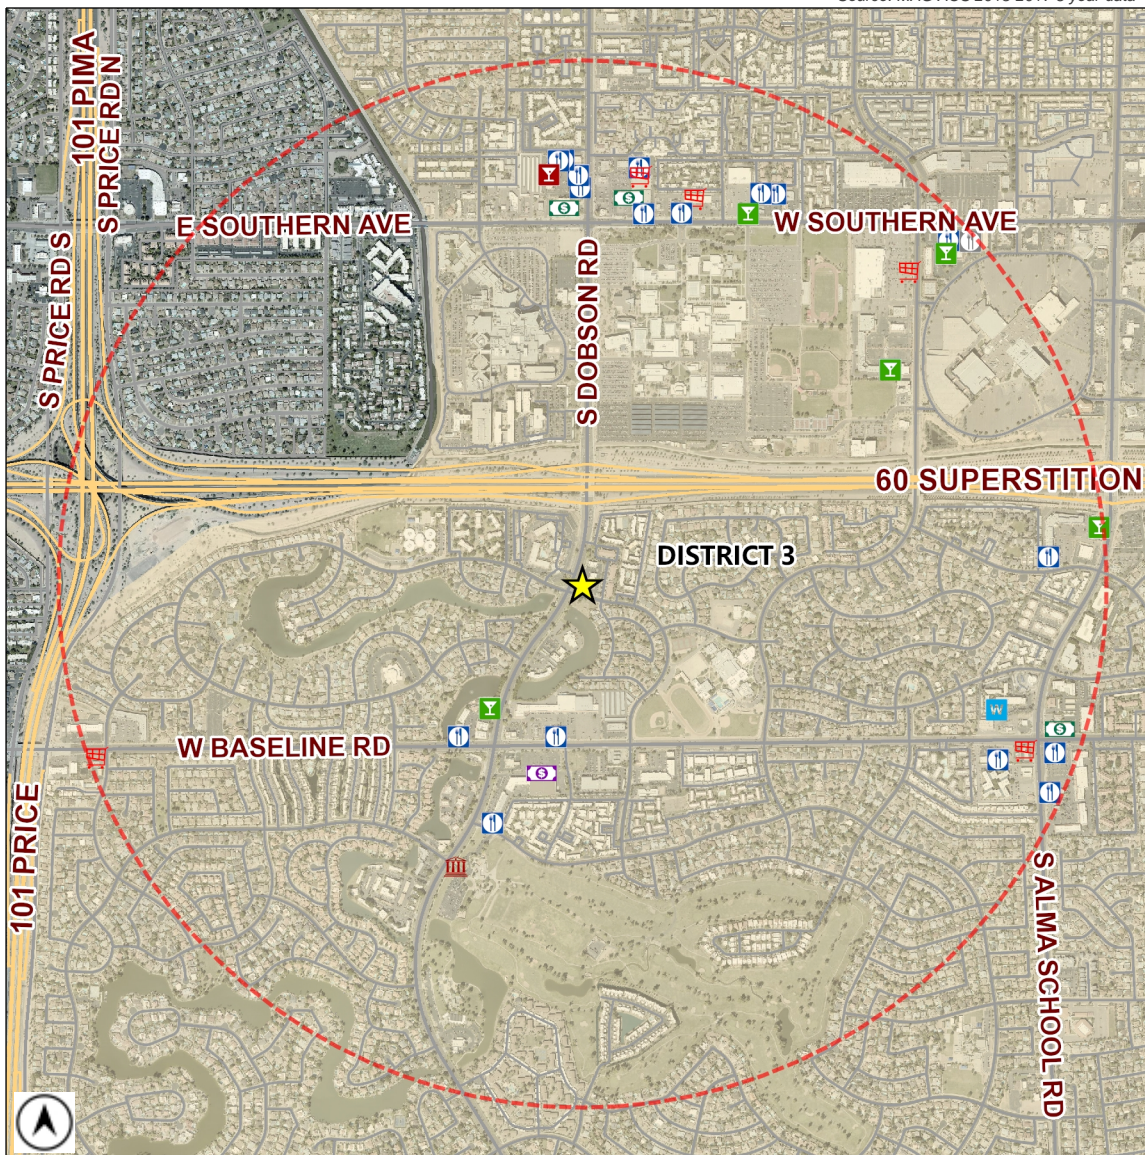 101 PIMA
S PRICE RD N
E SOUTHERN AVE
W SOUTHERN AVE
S PRICE RD S
S DOBSON RD
60 SUPERSTITION
DISTRICT 3
W
W BASELINE RD
101 PRICE
S ALMA SCHOOL RD